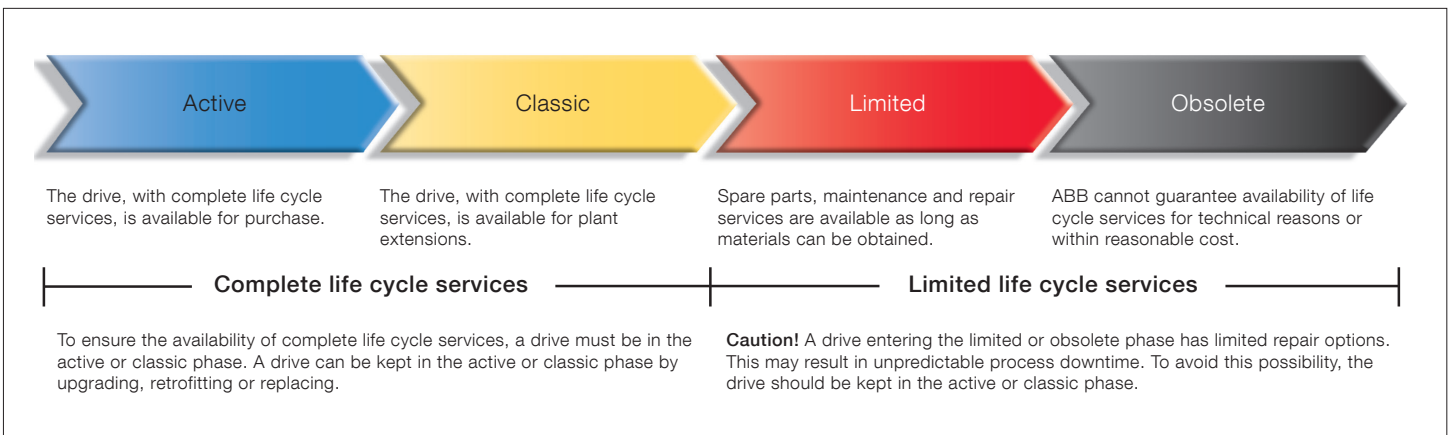 Active
Classic
Limited
Obsolete
The drive, with complete life cycle
services, is available for purchase.
The drive, with complete life cycle
services, is available for plant
extensions.
Spare parts, maintenance and repair
services are available as long as
materials can be obtained.
ABB cannot guarantee availability of life
cycle services for technical reasons or
within reasonable cost.
Complete life cycle services
Limited life cycle services
To ensure the availability of complete life cycle services, a drive must be in the
active or classic phase. A drive can be kept in the active or classic phase by
upgrading, retrofitting or replacing.
Caution! A drive entering the limited or obsolete phase has limited repair options.
This may result in unpredictable process downtime. To avoid this possibility, the
drive should be kept in the active or classic phase.